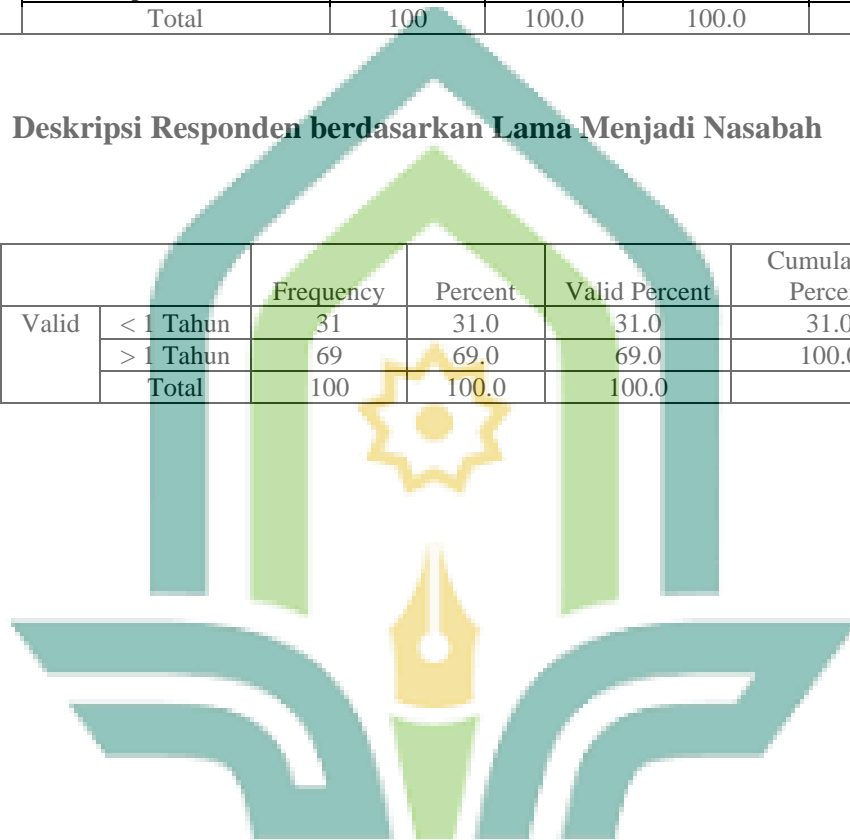 Total 100 100.0 100.0
Deskripsi Responden berdasarkan Lama Menjadi Nasabah
Frequency Percent Valid Percent
Valid < 1 Tahun 31 31.0 31.0 31.0
> 1 Tahun 69 69.0 69.0 100.0
Total 100 100.0 100.0